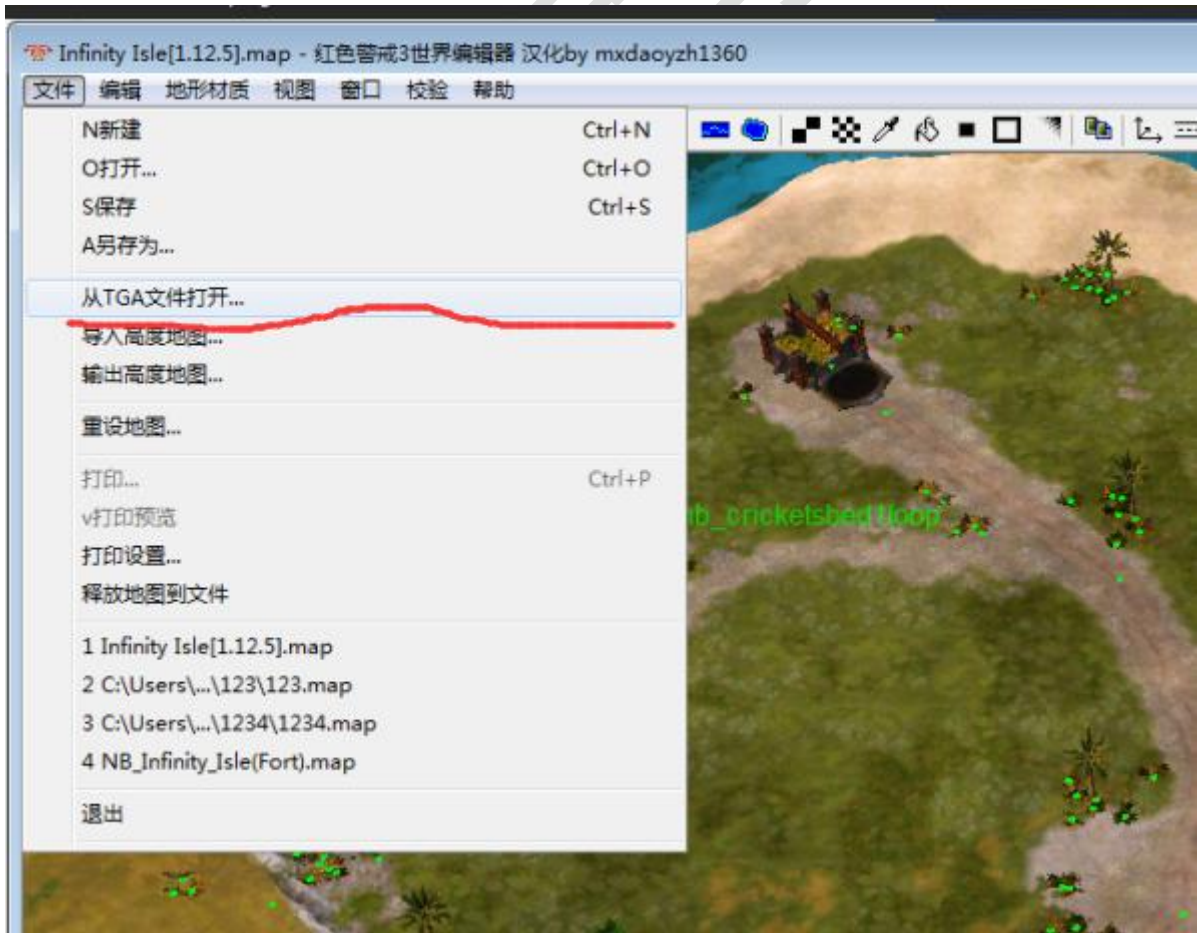 Infinity Isle[1.12.5].map - 红色警戒3世界编辑器 汉化by mxdaoyzh1360
文件 编辑 地形材质 视图 窗口 校验 帮助
N新建 Ctrl+N
O打开... Ctrl+O
S保存 Ctrl+S
A另存为...
从TGA文件打开...
导入高度地图...
输出高度地图...
重设地图...
打印... Ctrl+P
v打印预览
打印设置...
释放地图到文件
1 Infinity Isle[1.12.5].map
2 C:\Users\...\123\123.map
3 C:\Users\...\1234\1234.map
4 NB_Infinity_Isle(Fort).map
退出